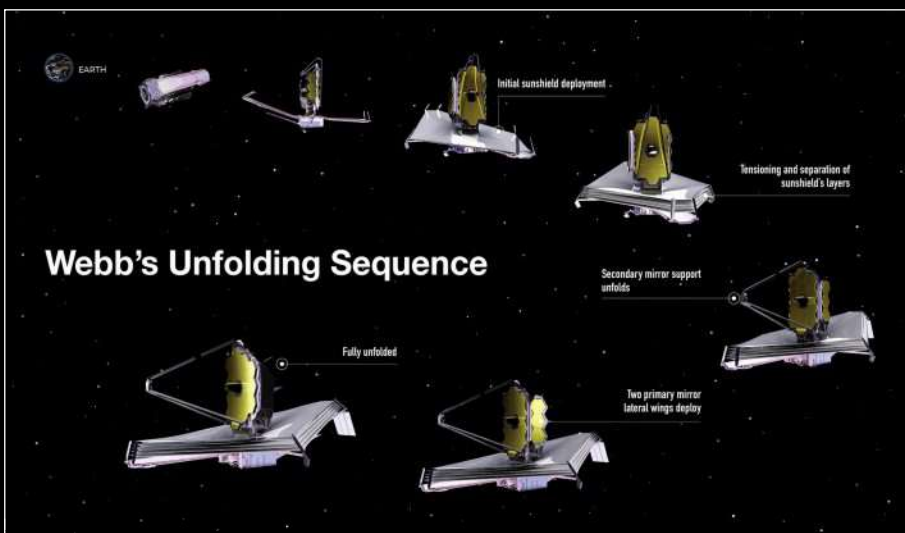 EARTH
Initial sunshield deployment
Tensioning and separation of
sunshield's layers
Webb's Unfolding Sequence
Secondary mirror support
unfolds
Fully unfolded
Two primary mirror
lateral wings deploy